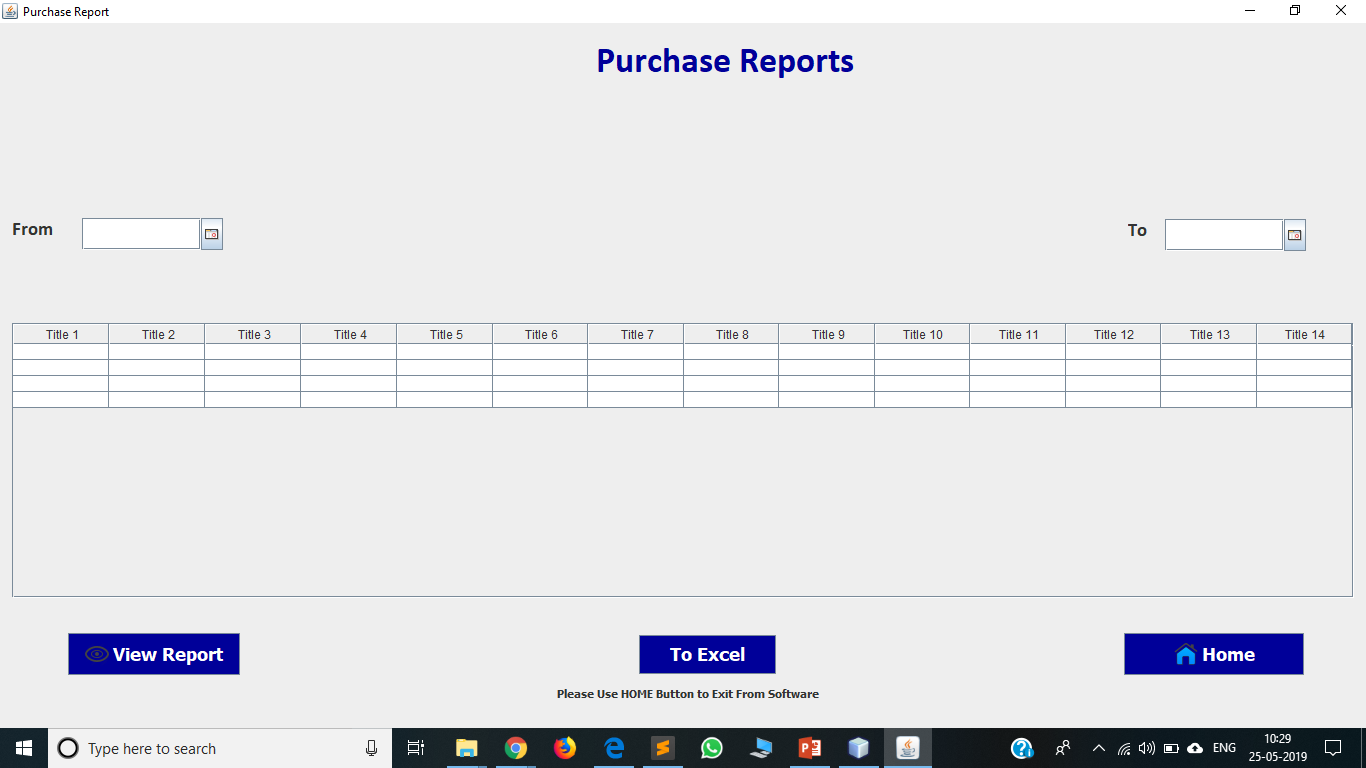 Purchase Report
Purchase Reports
From
To
Title 1 Title 2 Title 3 Title 4 Title 5 Title 6 Title 7 Title 8 Title 9 Title 10 Title 11 Title 12 Title 13 Title 14
View Report
To Excel
Home
Please Use HOME Button to Exit From Software
Type here to search
ENG
10:29
25-05-2019